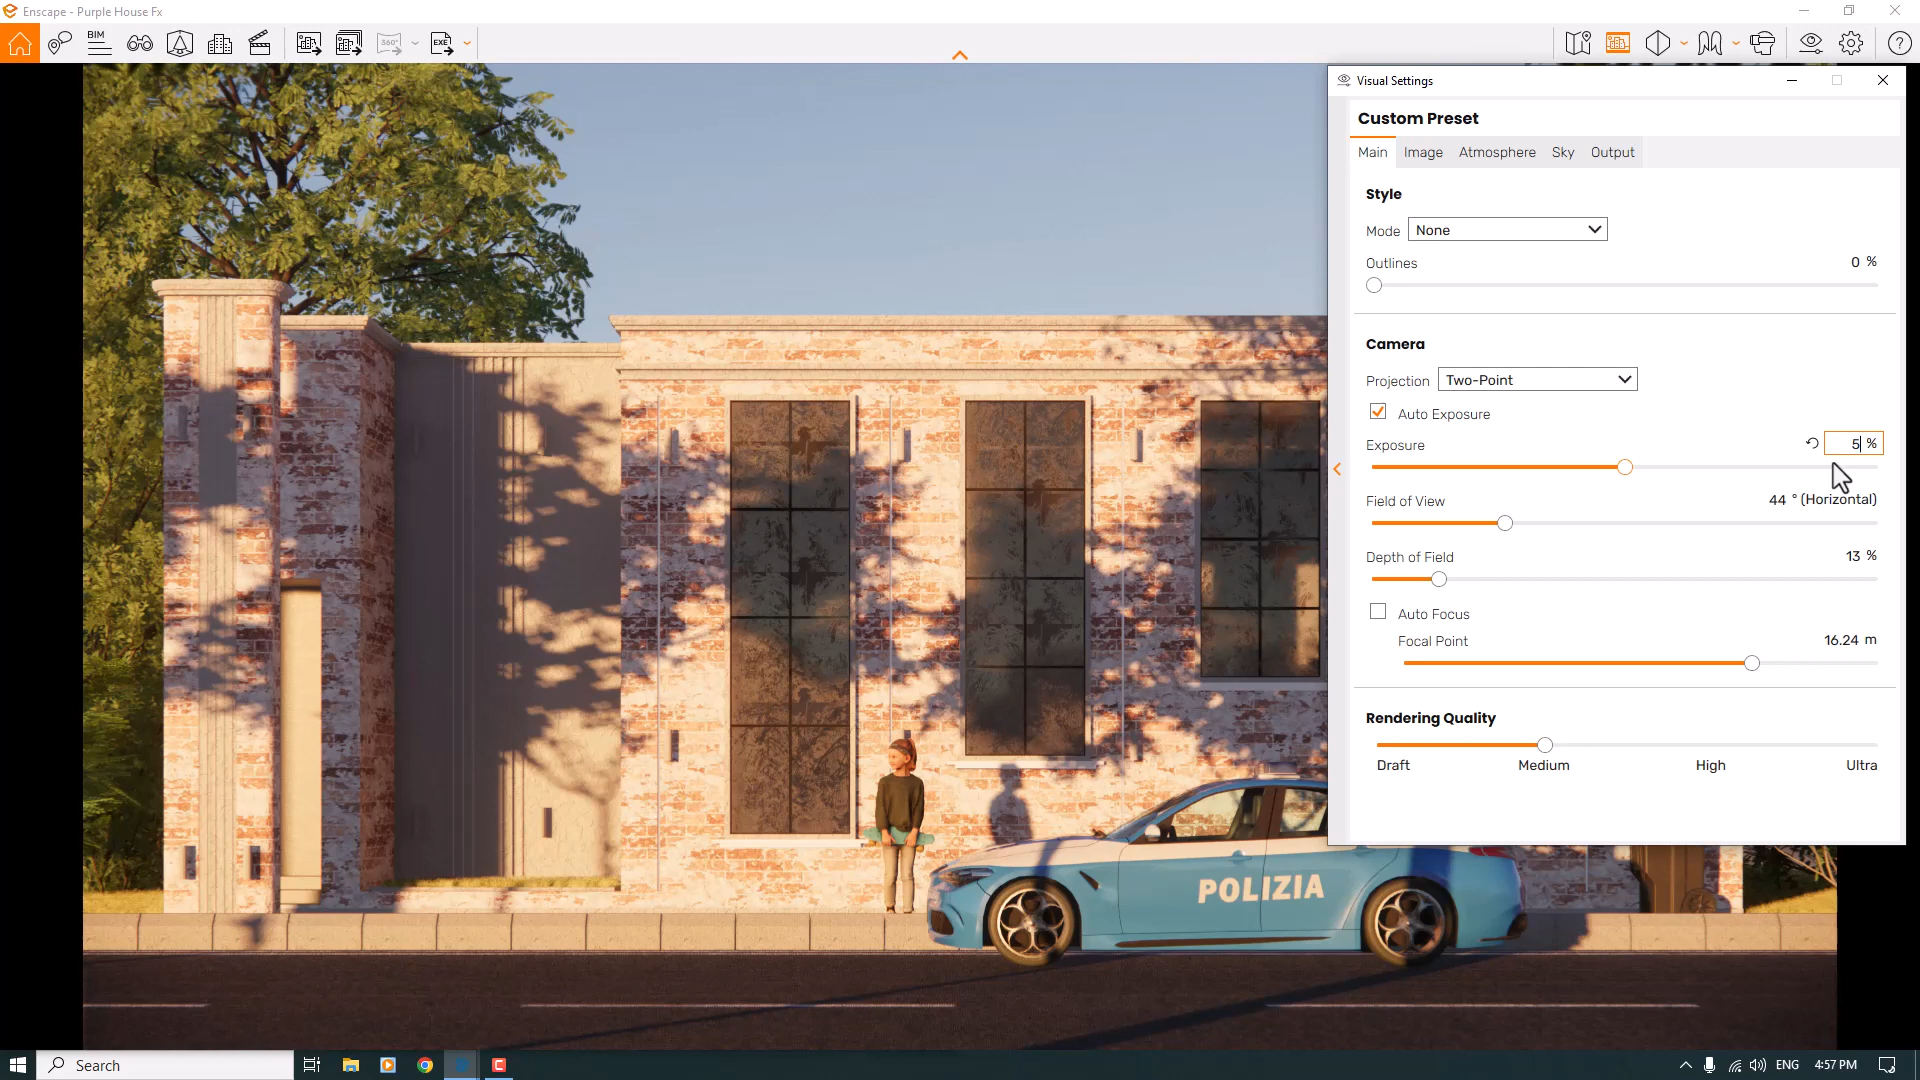 Enscape - Purple House Fx
BIM
360°
EXE
Visual Settings
Custom Preset
Main Image Atmosphere Sky Output
Style
Mode None
Outlines 0 %
Camera
Projection Two-Point
Auto Exposure
Exposure 5 %
Field of View 44 ° (Horizontal)
Depth of Field 13 %
Auto Focus
Focal Point 16.24 m
Rendering Quality
Draft Medium High Ultra
POLIZIA
Search
ENG 4:57 PM